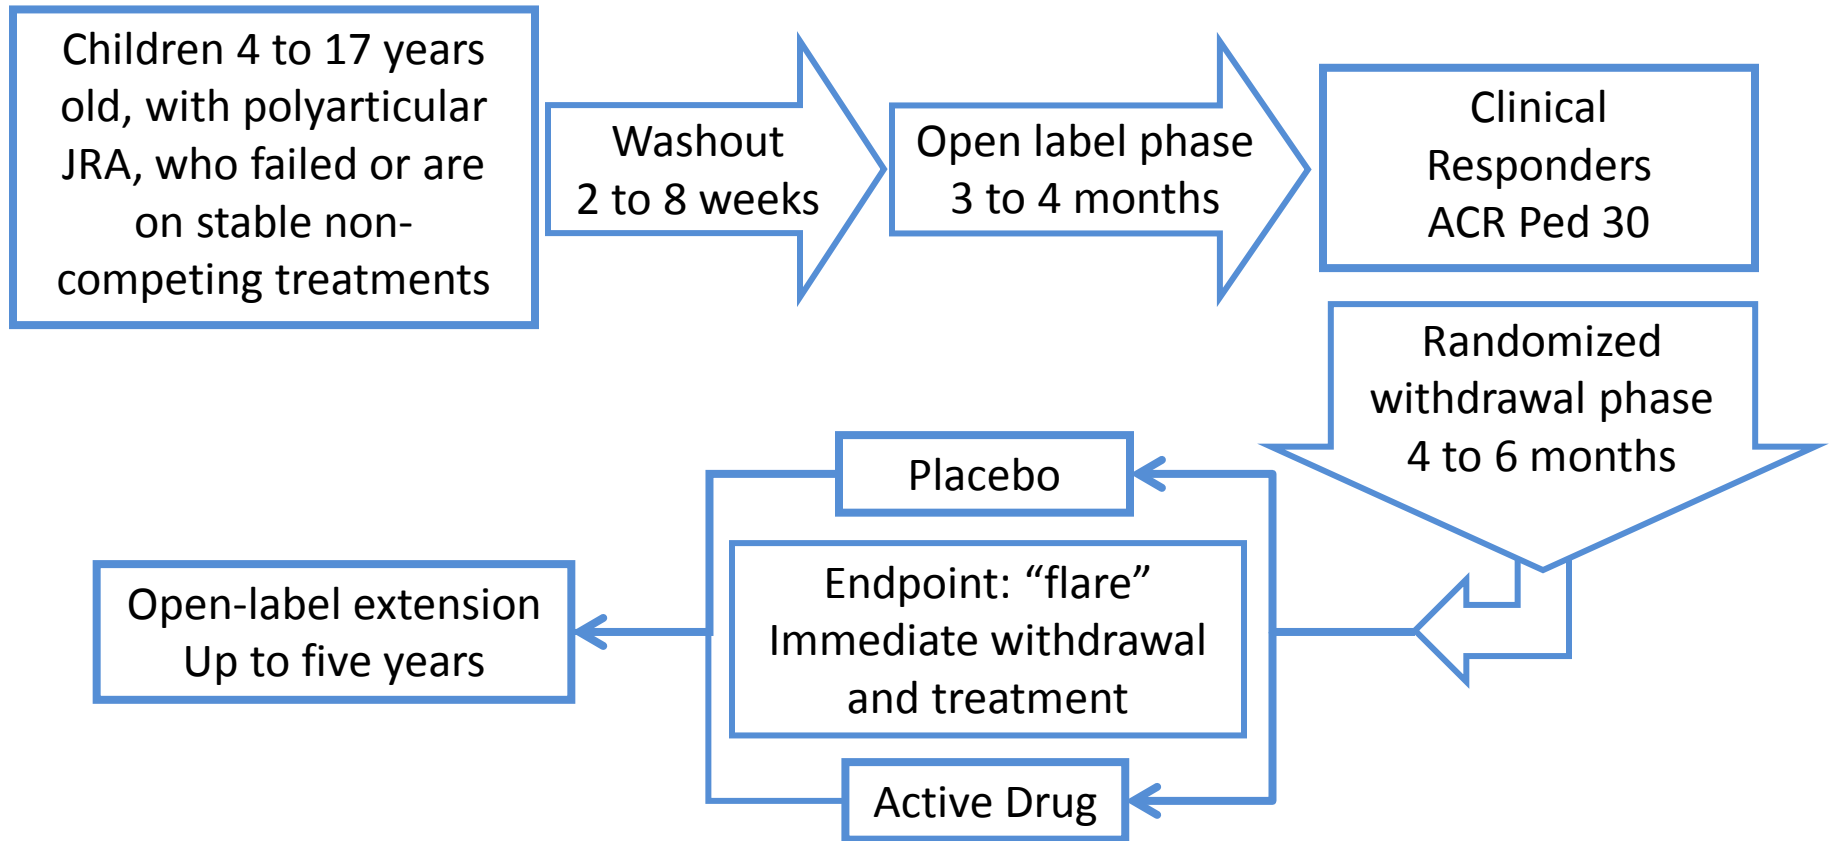 Children 4 to 17 years
old, with polyarticular
JRA, who failed or are
on stable non-
competing treatments
Washout
2 to 8 weeks
Open label phase
3 to 4 months
Clinical
Responders
ACR Ped 30
Randomized
withdrawal phase
4 to 6 months
Placebo
Endpoint: “flare”
Immediate withdrawal
and treatment
Active Drug
Open-label extension
Up to five years